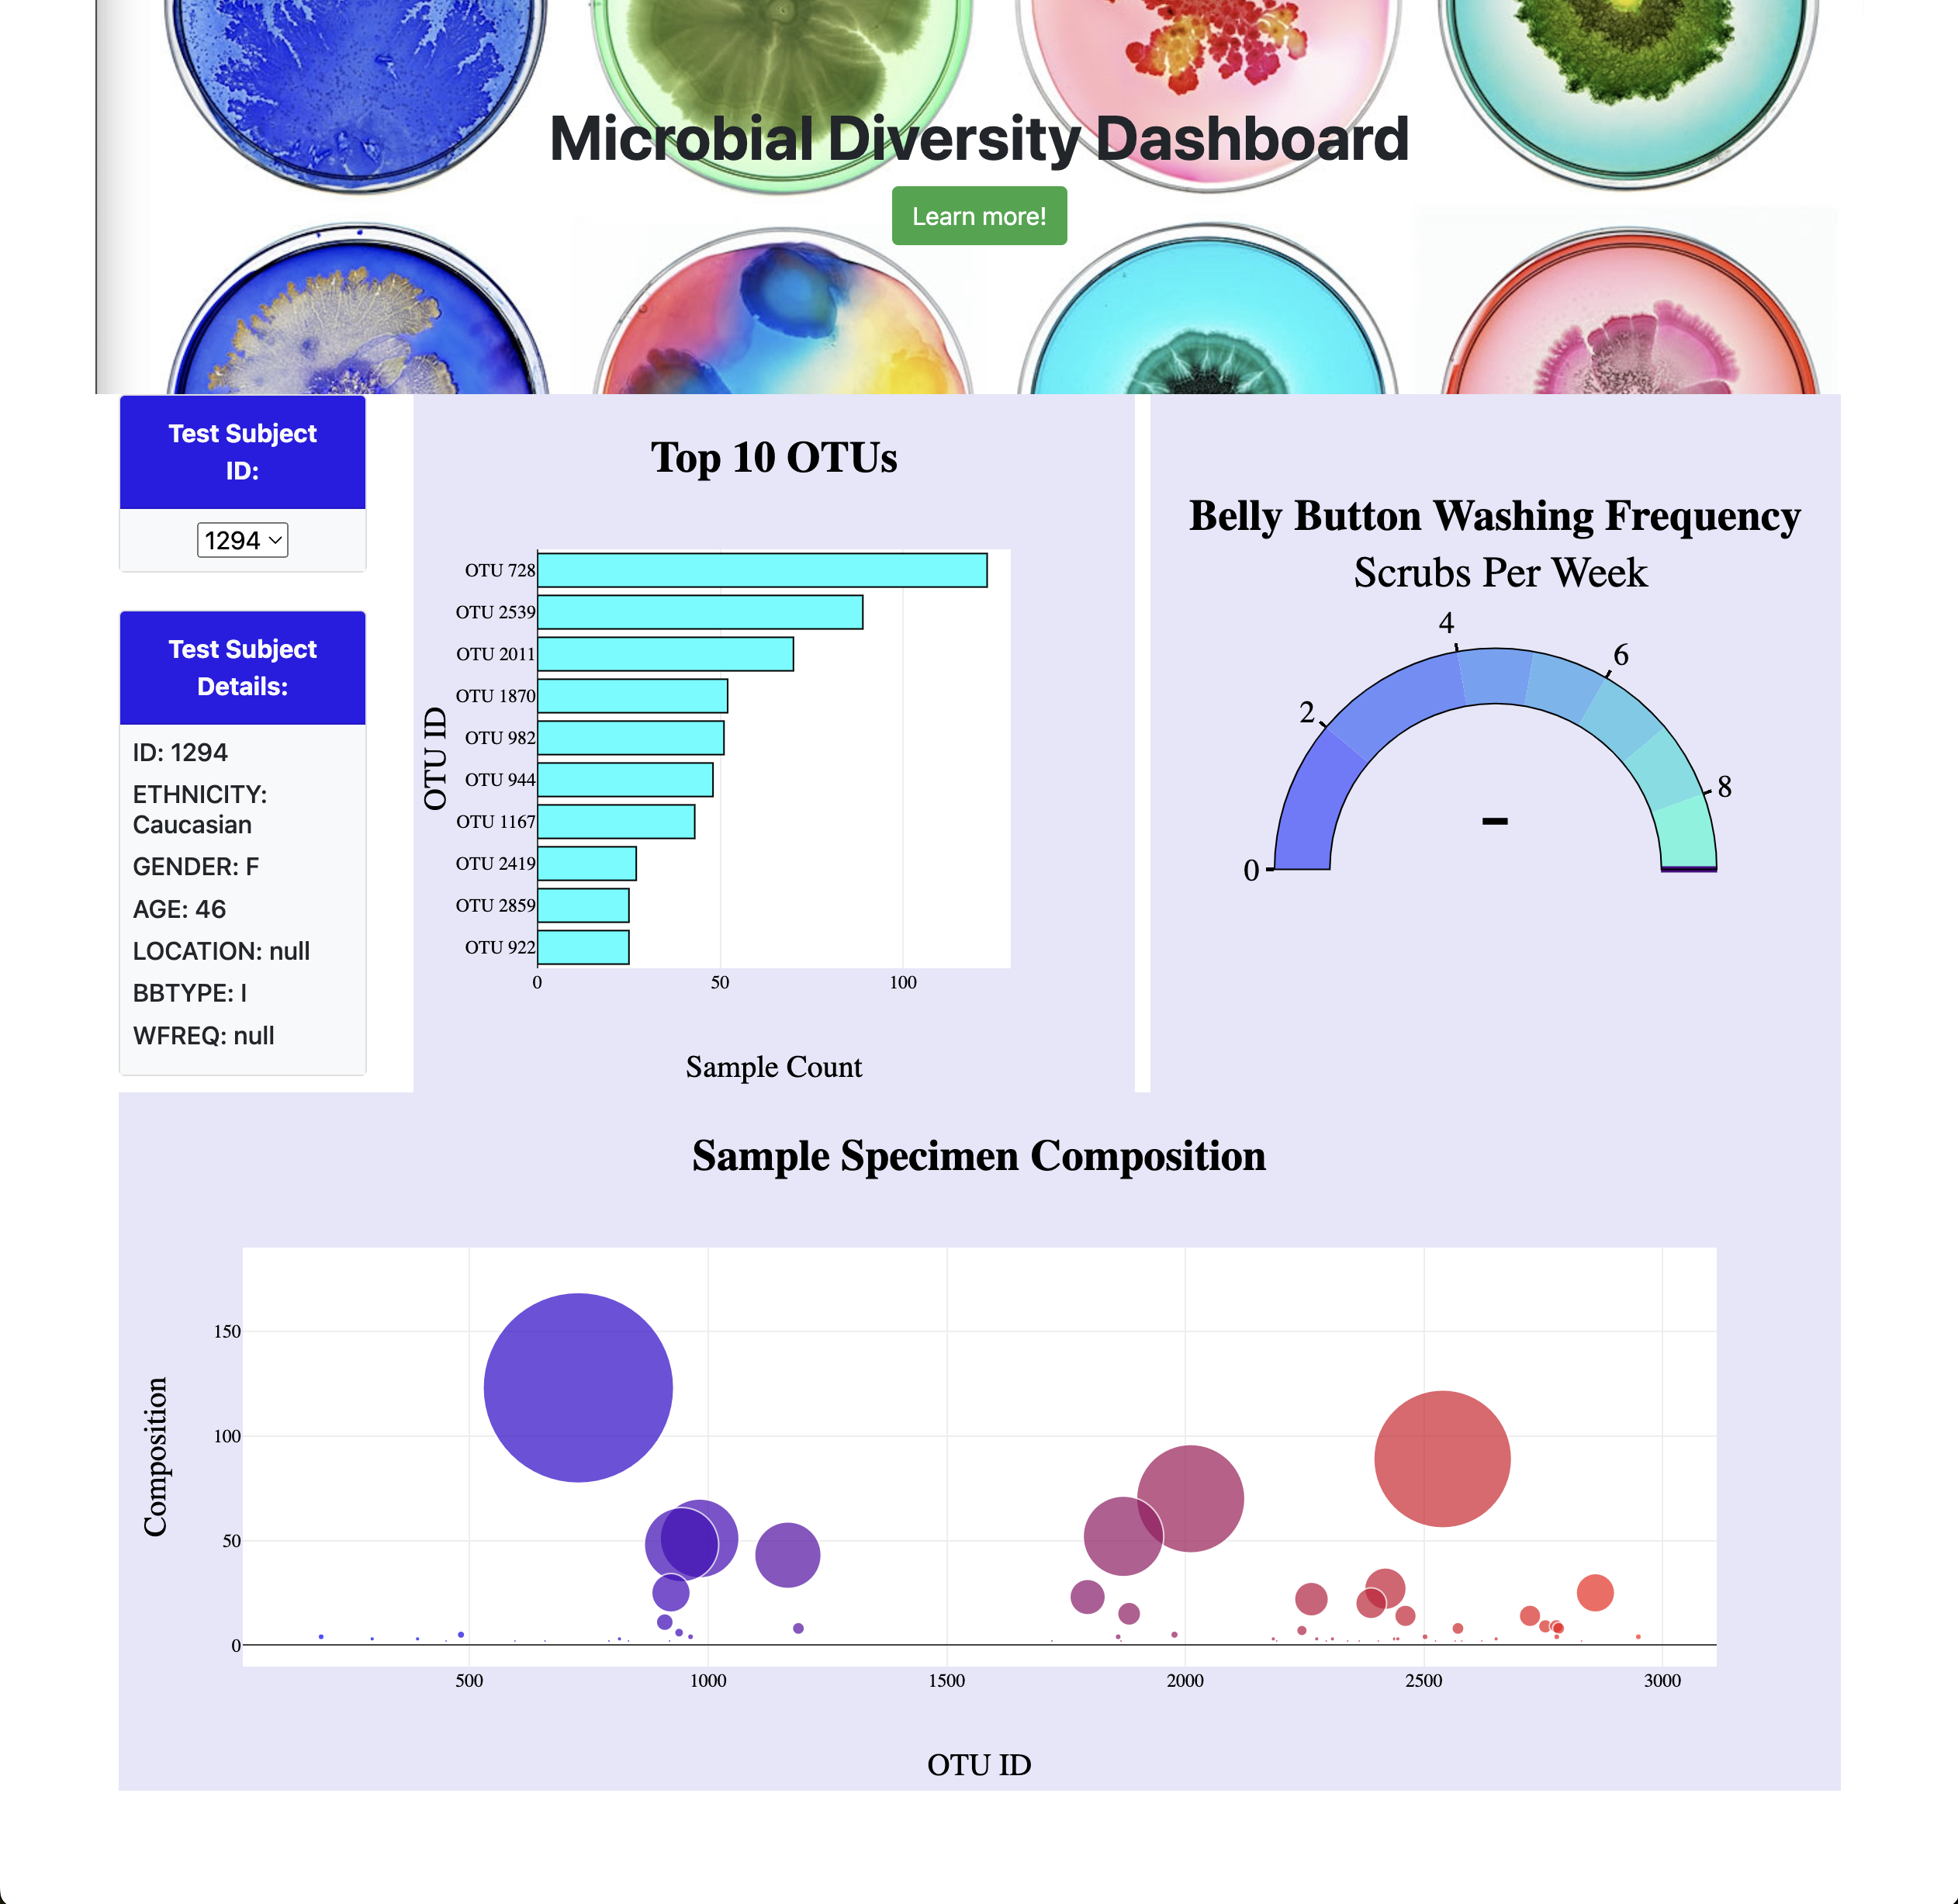 Microbial Diversity Dashboard
Learn more!
Test Subject
ID:
1294
Test Subject
Details:
ID: 1294
ETHNICITY:
Caucasian
GENDER: F
AGE: 46
LOCATION: null
BBTYPE: I
WFREQ: null
Top 10 OTUs
OTU ID
OTU 728
OTU 2539
OTU 2011
OTU 1870
OTU 982
OTU 944
OTU 1167
OTU 2419
OTU 2859
OTU 922
0 50 100
Sample Count
Belly Button Washing Frequency
Scrubs Per Week
0
2
4
6
8
-
Sample Specimen Composition
Composition
150
100
50
0
500 1000 1500 2000 2500 3000
OTU ID